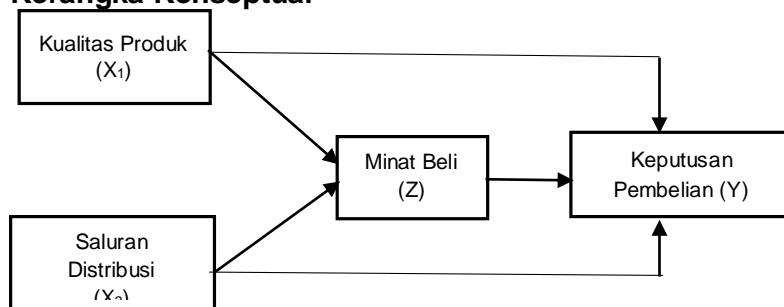 Kerangka Konseptual
Kualitas Produk
(X₁)
Minat Beli
(Z)
Keputusan
Pembelian (Y)
Saluran
Distribusi
(X₂)